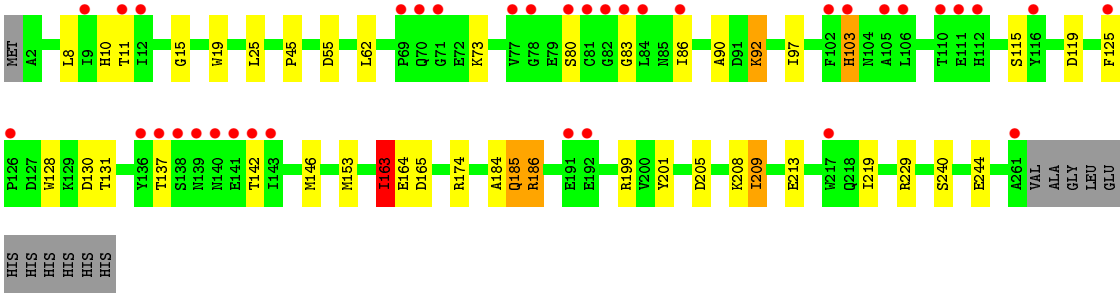 MET A2 L8 I9 H10 T11 I12 G15 W19 L25 P45 D55 L62 P69 Q70 G71 E72 K73 V77 G78 E79 S80 C81 G82 G83 L84 N85 I86 A90 D91 K92 I97 F102 H103 N104 A105 L106 T110 E111 H112 S115 Y116 D119 F125
P126 D127 W128 K129 D130 T131 Y136 T137 S138 N139 N140 E141 T142 I143 M146 M153 I163 E164 D165 R174 A184 Q185 R186 E191 E192 R199 V200 Y201 D205 K208 I209 E213 W217 Q218 I219 R229 S240 E244 A261 VAL ALA GLY LEU GLU
HIS HIS HIS HIS HIS HIS